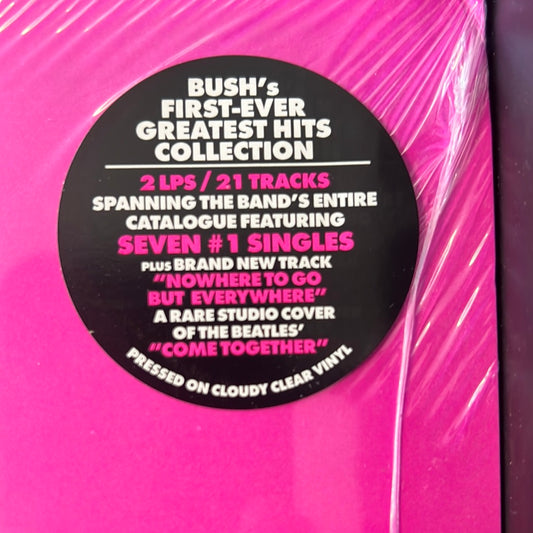 BUSH's
FIRST-EVER
GREATEST HITS
COLLECTION
2 LPS / 21 TRACKS
SPANNING THE BAND'S ENTIRE
CATALOGUE FEATURING
SEVEN #1 SINGLES
PLUS BRAND NEW TRACK
"NOWHERE TO GO
BUT EVERYWHERE"
A RARE STUDIO COVER
OF THE BEATLES'
"COME TOGETHER"
PRESSED ON CLOUDY CLEAR VINYL